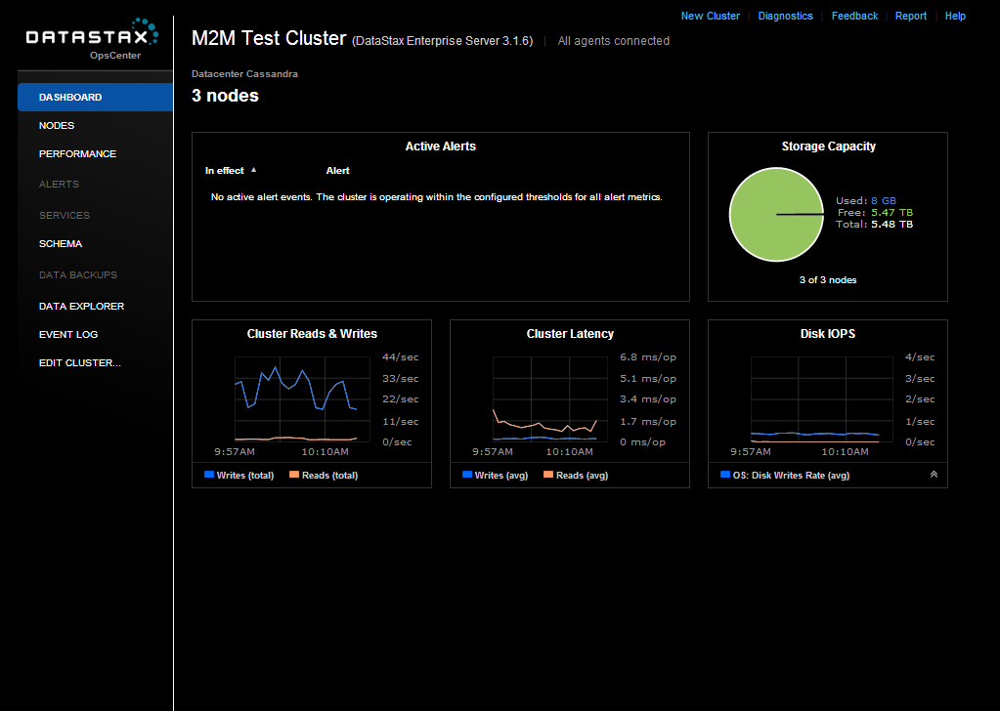 New Cluster | Diagnostics | Feedback | Report | Help
DATASTAX
OpsCenter
M2M Test Cluster (DataStax Enterprise Server 3.1.6) | All agents connected
Datacenter Cassandra
3 nodes
DASHBOARD
NODES
PERFORMANCE
ALERTS
SERVICES
SCHEMA
DATA BACKUPS
DATA EXPLORER
EVENT LOG
EDIT CLUSTER...
Active Alerts
In effect Alert
No active alert events. The cluster is operating within the configured thresholds for all alert metrics.
Storage Capacity
Used: 8 GB
Free: 5.47 TB
Total: 5.48 TB
3 of 3 nodes
Cluster Reads & Writes
44/sec
33/sec
22/sec
11/sec
0/sec
9:57AM 10:10AM
Writes (total) Reads (total)
Cluster Latency
6.8 ms/op
5.1 ms/op
3.4 ms/op
1.7 ms/op
0 ms/op
9:57AM 10:10AM
Writes (avg) Reads (avg)
Disk IOPS
4/sec
3/sec
2/sec
1/sec
0/sec
9:57AM 10:10AM
OS: Disk Writes Rate (avg)